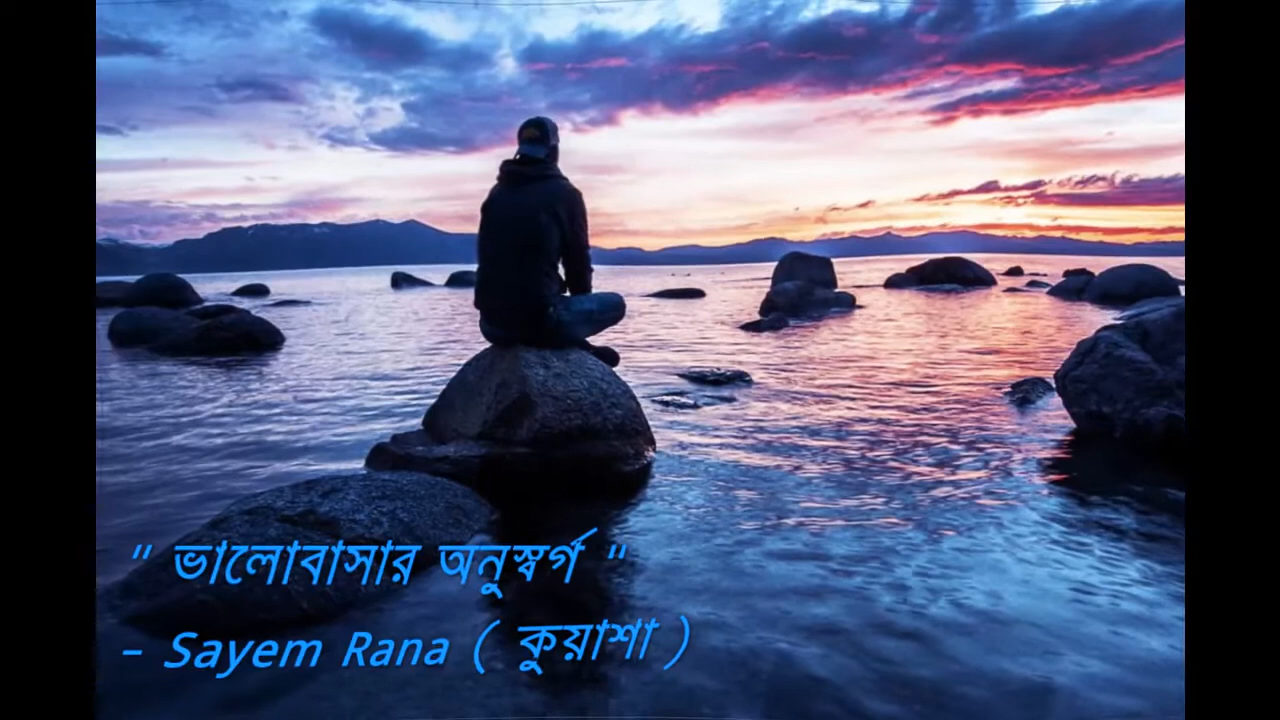 " ভালোবাসার অনুস্বর্গ "
- Sayem Rana ( কুয়াশা )